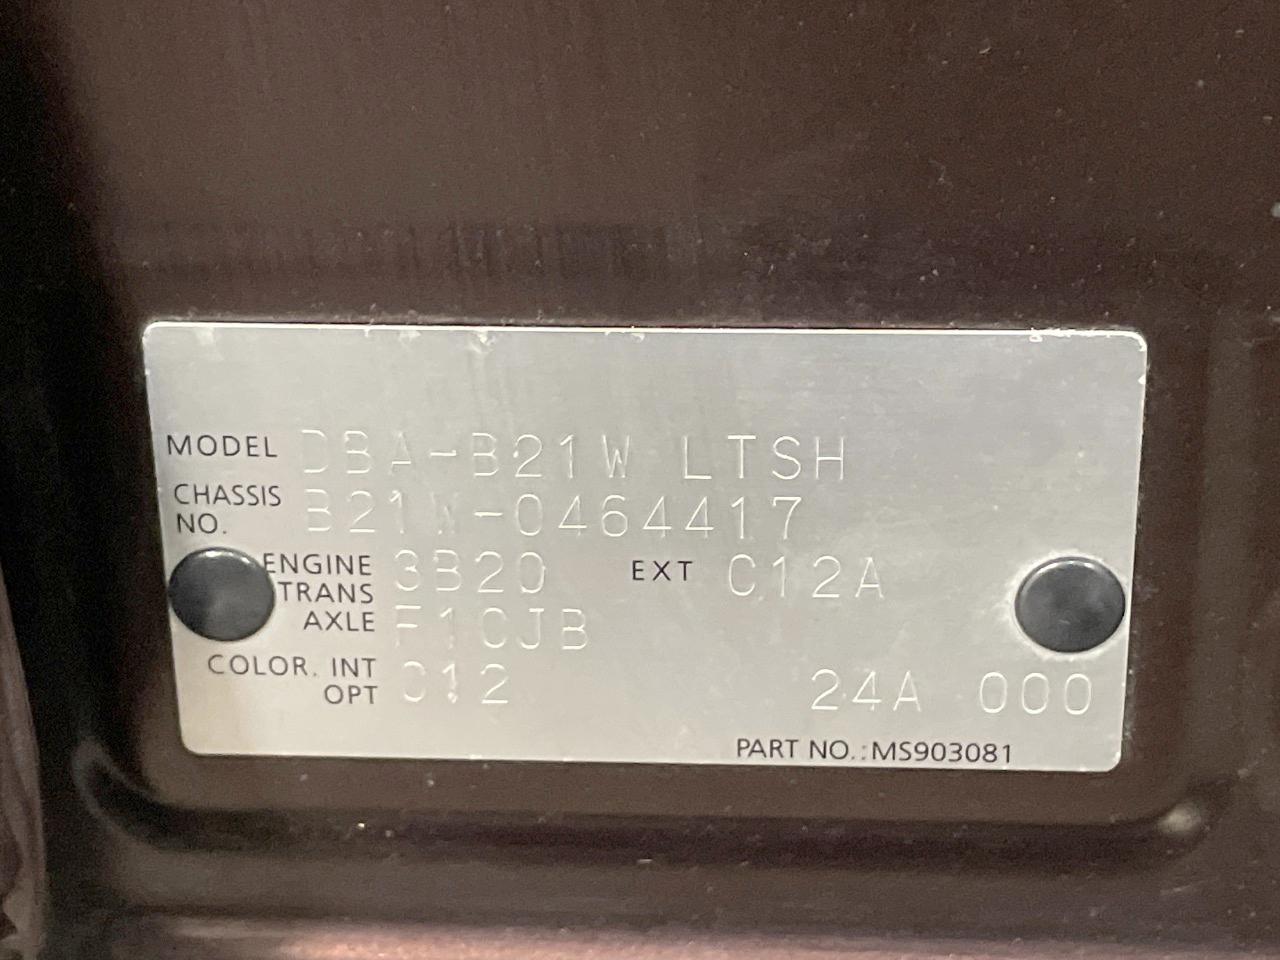 MODEL DBA-B21W LTSH
CHASSIS NO. B21W-0464417
ENGINE 3B20 EXT C12A
TRANS AXLE F1CJB
COLOR. INT OPT C12 24A 000
PART NO.:MS903081